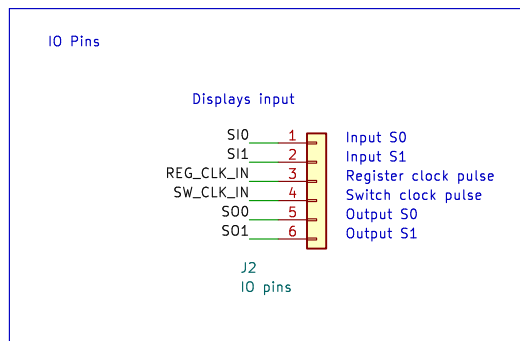 IO Pins
Displays input
SI0 1 Input S0
SI1 2 Input S1
REG_CLK_IN 3 Register clock pulse
SW_CLK_IN 4 Switch clock pulse
SO0 5 Output S0
SO1 6 Output S1
J2
IO pins